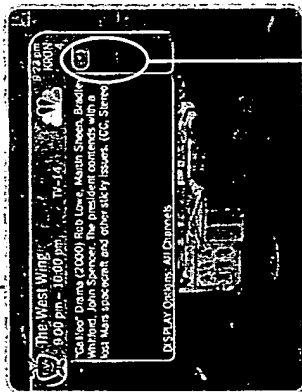 The West Wing
9:00 pm - 10:00 pm TV-14
9:23 pm
KRON
4
"Galileo" Drama (2000) Rob Lowe, Martin Sheen, Bradley
Whitford, John Spencer. The president contends with a
lost Mars spacecraft and other sticky issues. (CC, Stereo
DISPLAY Options: All Channels